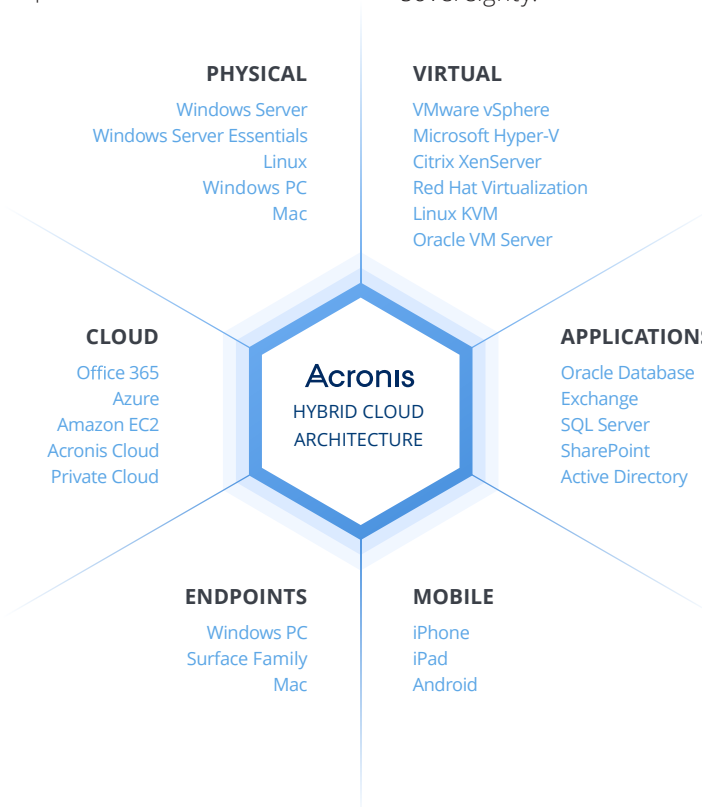 PHYSICAL
Windows Server
Windows Server Essentials
Linux
Windows PC
Mac
VIRTUAL
VMware vSphere
Microsoft Hyper-V
Citrix XenServer
Red Hat Virtualization
Linux KVM
Oracle VM Server
CLOUD
Office 365
Azure
Amazon EC2
Acronis Cloud
Private Cloud
Acronis
HYBRID CLOUD
ARCHITECTURE
APPLICATIONS
Oracle Database
Exchange
SQL Server
SharePoint
Active Directory
ENDPOINTS
Windows PC
Surface Family
Mac
MOBILE
iPhone
iPad
Android